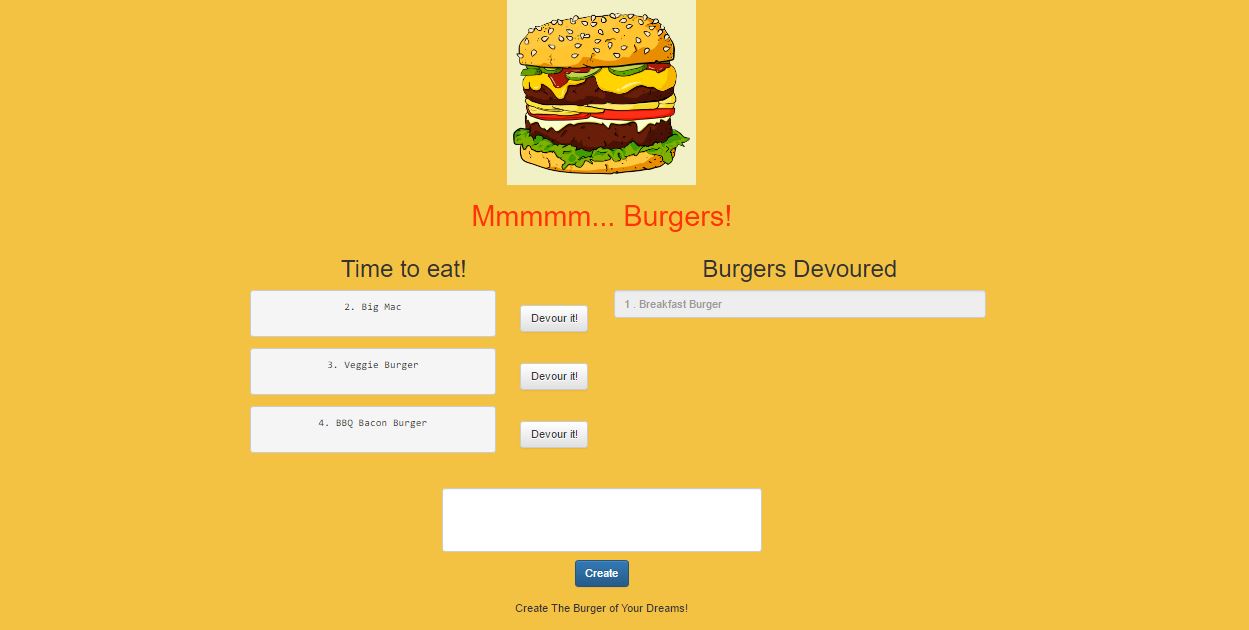 Mmmmm... Burgers!
Time to eat!
Burgers Devoured
2. Big Mac
Devour it!
1 . Breakfast Burger
3. Veggie Burger
Devour it!
4. BBQ Bacon Burger
Devour it!
Create
Create The Burger of Your Dreams!